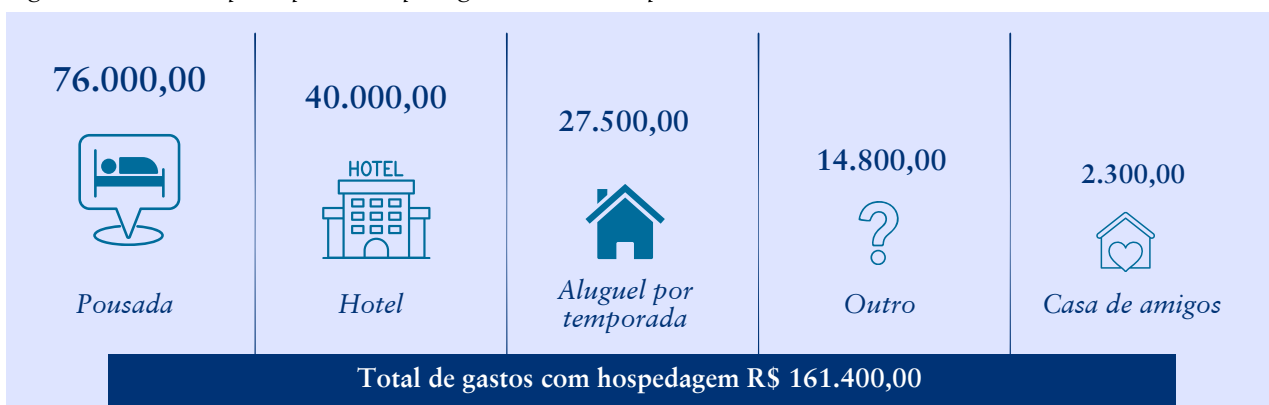 76.000,00
Pousada
40.000,00
HOTEL
Hotel
27.500,00
Aluguel por
temporada
14.800,00
?
Outro
2.300,00
Casa de amigos
Total de gastos com hospedagem R$ 161.400,00